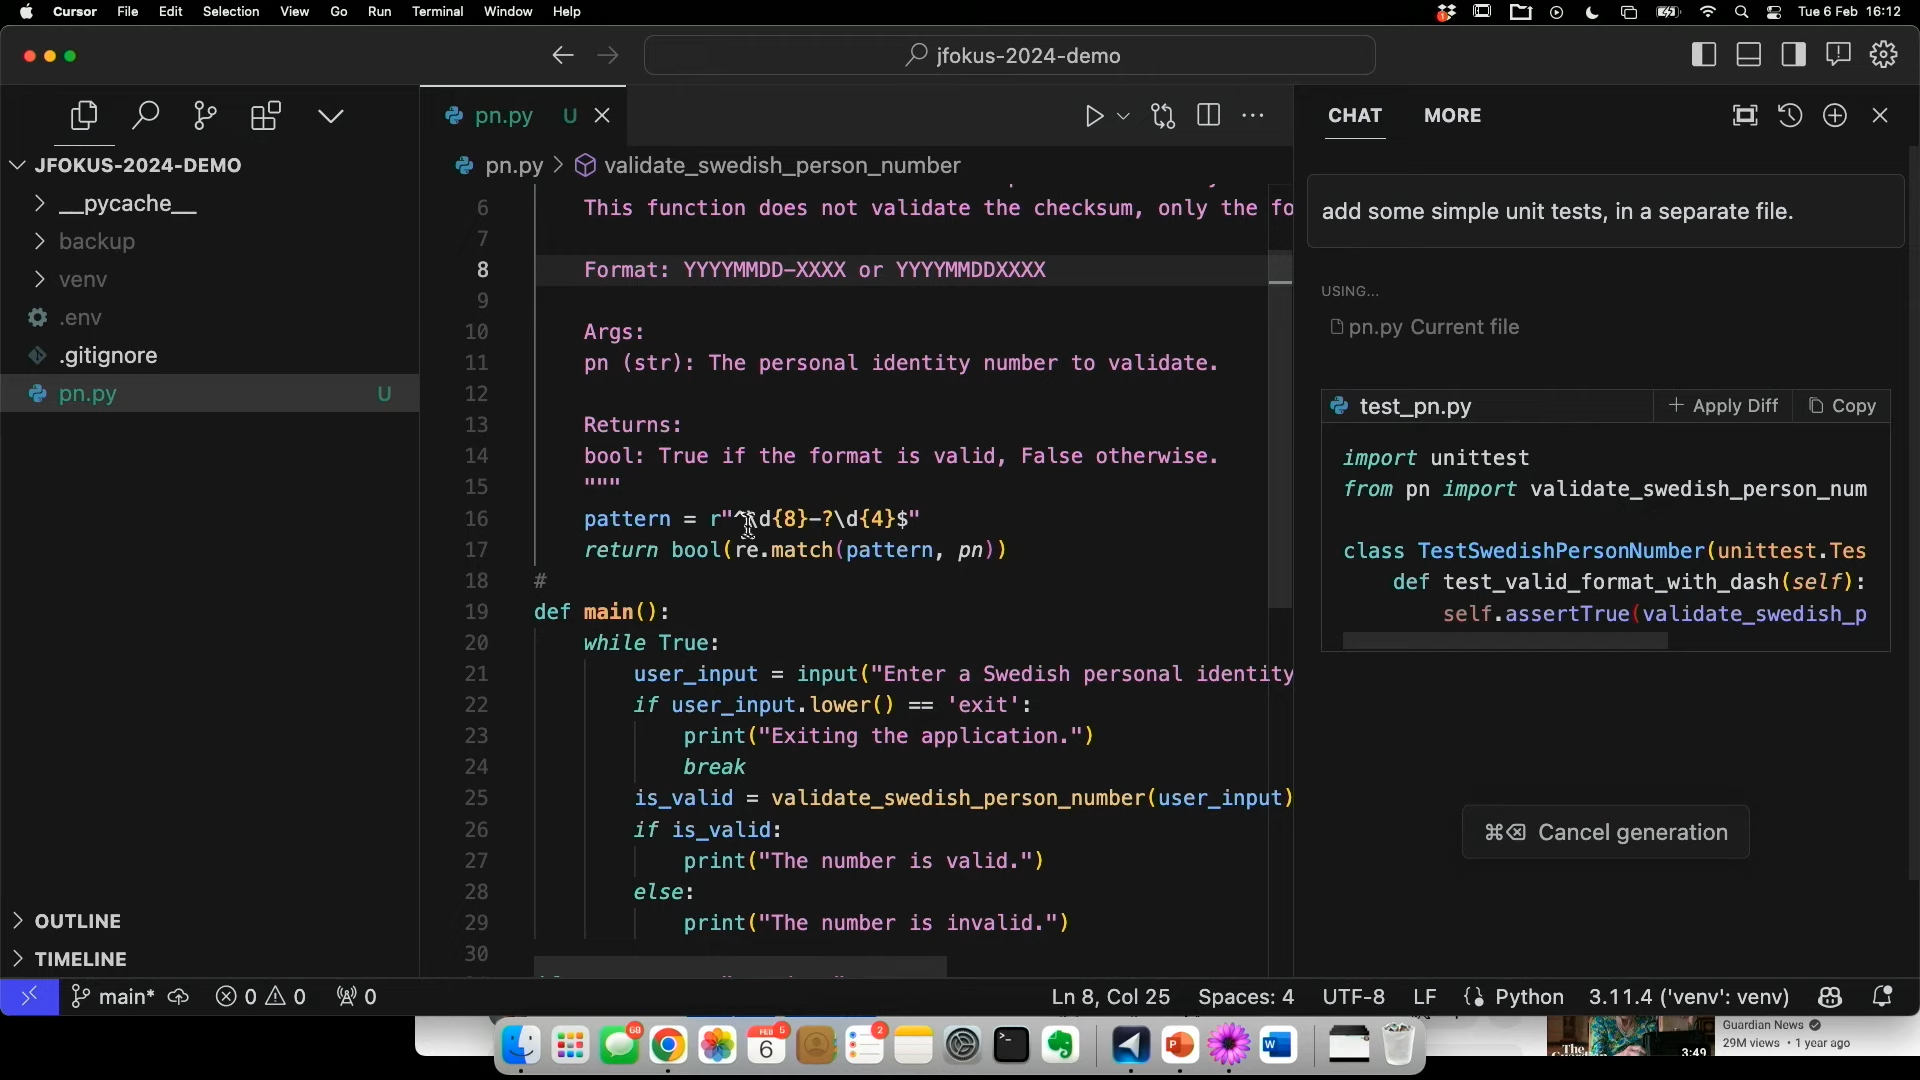 Cursor File Edit Selection View Go Run Terminal Window Help
1
Tue 6 Feb 16:12
jfokus-2024-demo
pn.py U
CHAT MORE
JFOKUS-2024-DEMO
__pycache__
backup
venv
.env
.gitignore
pn.py U
OUTLINE
TIMELINE
pn.py > validate_swedish_person_number
6 This function does not validate the checksum, only the fo
7
8 Format: YYYYMMDD-XXXX or YYYYMMDDXXXX
9
10 Args:
11 pn (str): The personal identity number to validate.
12
13 Returns:
14 bool: True if the format is valid, False otherwise.
15 """
16 pattern = r"^\d{8}-?\d{4}$"
17 return bool(re.match(pattern, pn))
18 #
19 def main():
20 while True:
21 user_input = input("Enter a Swedish personal identity
22 if user_input.lower() == 'exit':
23 print("Exiting the application.")
24 break
25 is_valid = validate_swedish_person_number(user_input)
26 if is_valid:
27 print("The number is valid.")
28 else:
29 print("The number is invalid.")
30
add some simple unit tests, in a separate file.
USING...
pn.py Current file
test_pn.py + Apply Diff Copy
import unittest
from pn import validate_swedish_person_num
class TestSwedishPersonNumber(unittest.Tes
def test_valid_format_with_dash(self):
self.assertTrue(validate_swedish_p
⌘⌫ Cancel generation
main* 0 0 0 Ln 8, Col 25 Spaces: 4 UTF-8 LF Python 3.11.4 ('venv': venv)
68
FEB 5
6
2
P
W
The
3:49
Guardian News
29M views • 1 year ago